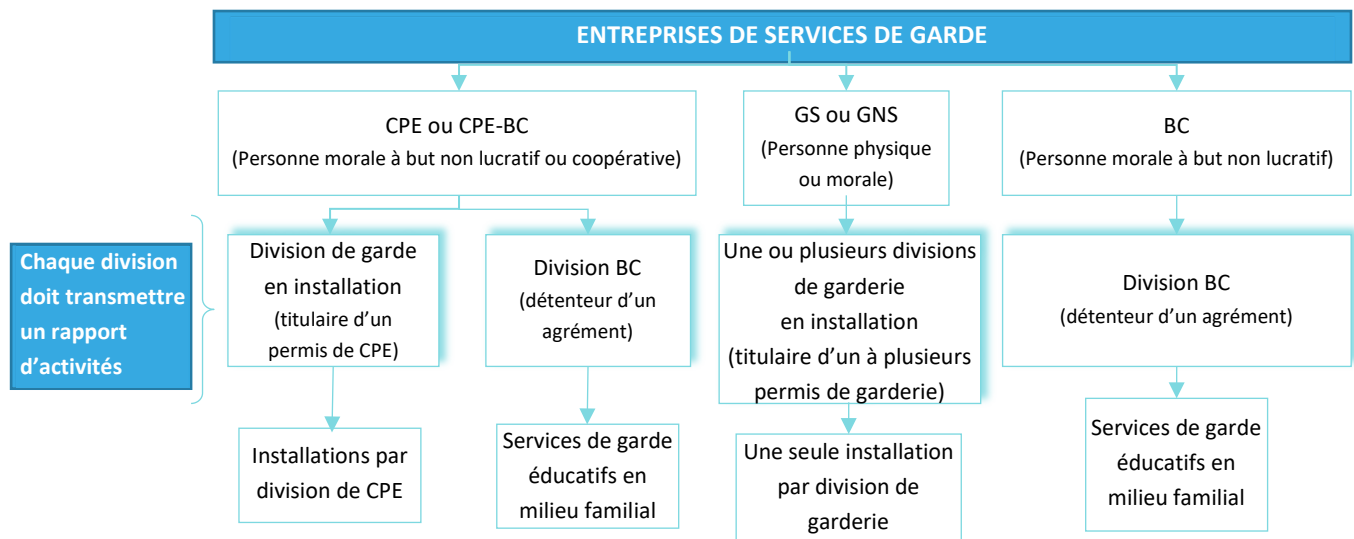 ENTREPRISES DE SERVICES DE GARDE
CPE ou CPE-BC
(Personne morale à but non lucratif ou coopérative)
GS ou GNS
(Personne physique
ou morale)
BC
(Personne morale à but non lucratif)
Chaque division
doit transmettre
un rapport
d’activités
Division de garde
en installation
(titulaire d’un
permis de CPE)
Division BC
(détenteur d’un
agrément)
Une ou plusieurs divisions
de garderie
en installation
(titulaire d’un à plusieurs
permis de garderie)
Division BC
(détenteur d’un agrément)
Installations par
division de CPE
Services de garde
éducatifs en
milieu familial
Une seule installation
par division de
garderie
Services de garde
éducatifs en
milieu familial